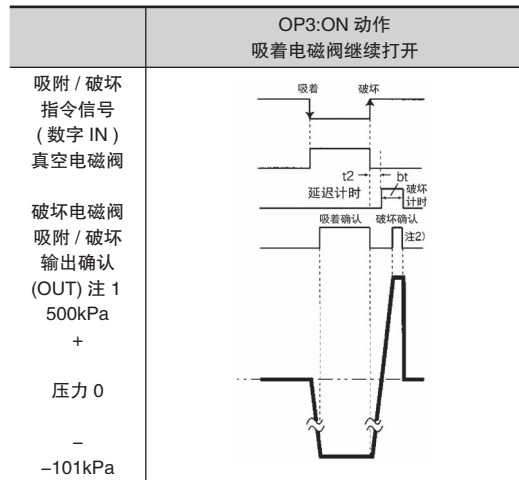 OP3:ON 动作
吸着电磁阀继续打开
吸附 / 破坏
指令信号
( 数字 IN )
真空电磁阀
破坏电磁阀
吸附 / 破坏
输出确认
(OUT) 注 1
500kPa
+
压力 0
–
–101kPa
吸着
破坏
t2
bt
延迟计时
破坏
计时
吸着确认
破坏确认
注2)